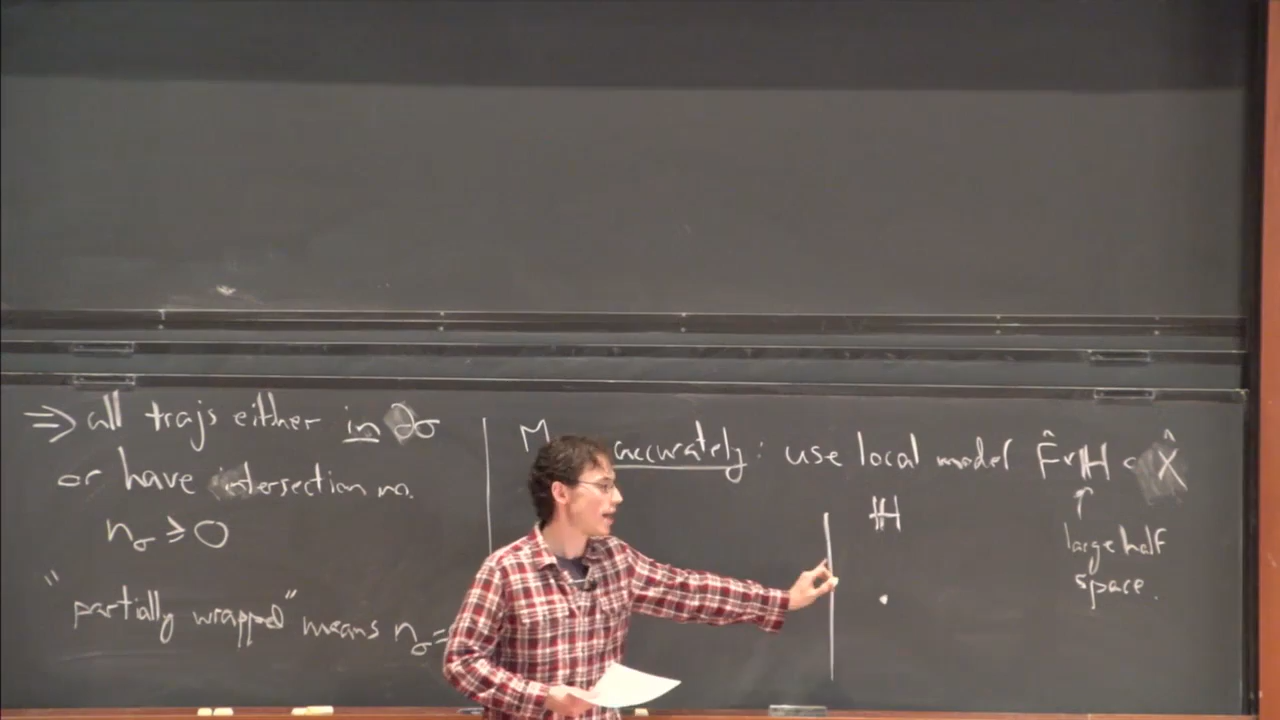 ⇒ all trajs either in ∂σ
or have intersection no.
n_σ ≥ 0
"partially wrapped" means n_σ =
accurately: use local model F̂ × ℍ ⊂ X̂
ℍ
↑
large half
space.